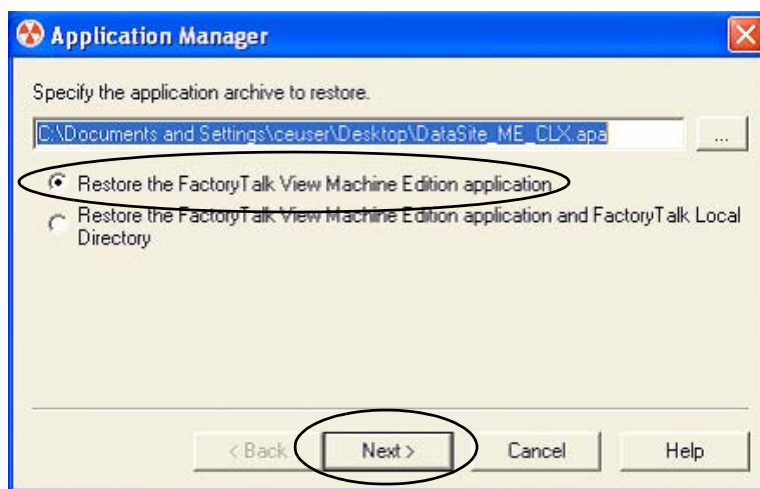 Application Manager
Specify the application archive to restore.
C:\Documents and Settings\ceuser\Desktop\DataSite_ME_CLX.apa
...
Restore the FactoryTalk View Machine Edition application
Restore the FactoryTalk View Machine Edition application and FactoryTalk Local
Directory
< Back
Next >
Cancel
Help